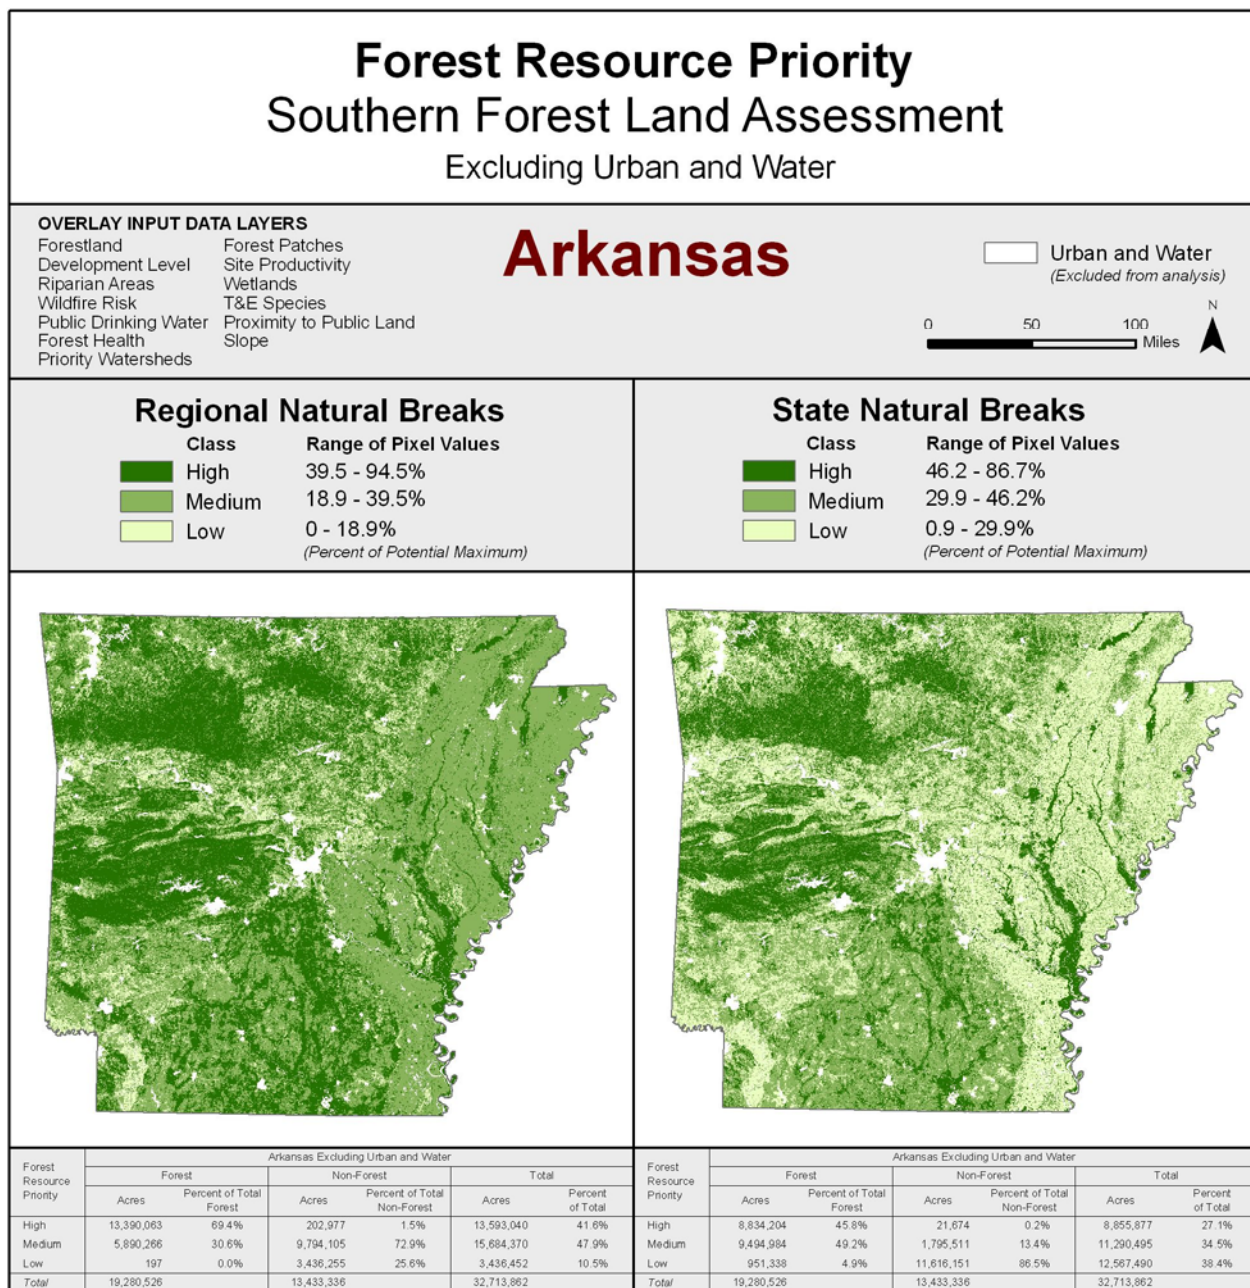 Forest Resource Priority
Southern Forest Land Assessment
Excluding Urban and Water
OVERLAY INPUT DATA LAYERS
Forestland Forest Patches
Development Level Site Productivity
Riparian Areas Wetlands
Wildfire Risk T&E Species
Public Drinking Water Proximity to Public Land
Forest Health Slope
Priority Watersheds
Arkansas
Urban and Water
(Excluded from analysis)
N
0 50 100
Miles
Regional Natural Breaks
Class Range of Pixel Values
High 39.5 - 94.5%
Medium 18.9 - 39.5%
Low 0 - 18.9%
(Percent of Potential Maximum)
State Natural Breaks
Class Range of Pixel Values
High 46.2 - 86.7%
Medium 29.9 - 46.2%
Low 0.9 - 29.9%
(Percent of Potential Maximum)
Forest Resource Priority
Arkansas Excluding Urban and Water
Forest Non-Forest Total
Acres Percent of Total Forest Acres Percent of Total Non-Forest Acres Percent of Total
High 13,390,063 69.4% 202,977 1.5% 13,593,040 41.6%
Medium 5,890,266 30.6% 9,794,105 72.9% 15,684,370 47.9%
Low 197 0.0% 3,436,255 25.6% 3,436,452 10.5%
Total 19,280,526 13,433,336 32,713,862
Forest Resource Priority
Arkansas Excluding Urban and Water
Forest Non-Forest Total
Acres Percent of Total Forest Acres Percent of Total Non-Forest Acres Percent of Total
High 8,834,204 45.8% 21,674 0.2% 8,855,877 27.1%
Medium 9,494,984 49.2% 1,795,511 13.4% 11,290,495 34.5%
Low 951,338 4.9% 11,616,151 86.5% 12,567,490 38.4%
Total 19,280,526 13,433,336 32,713,862